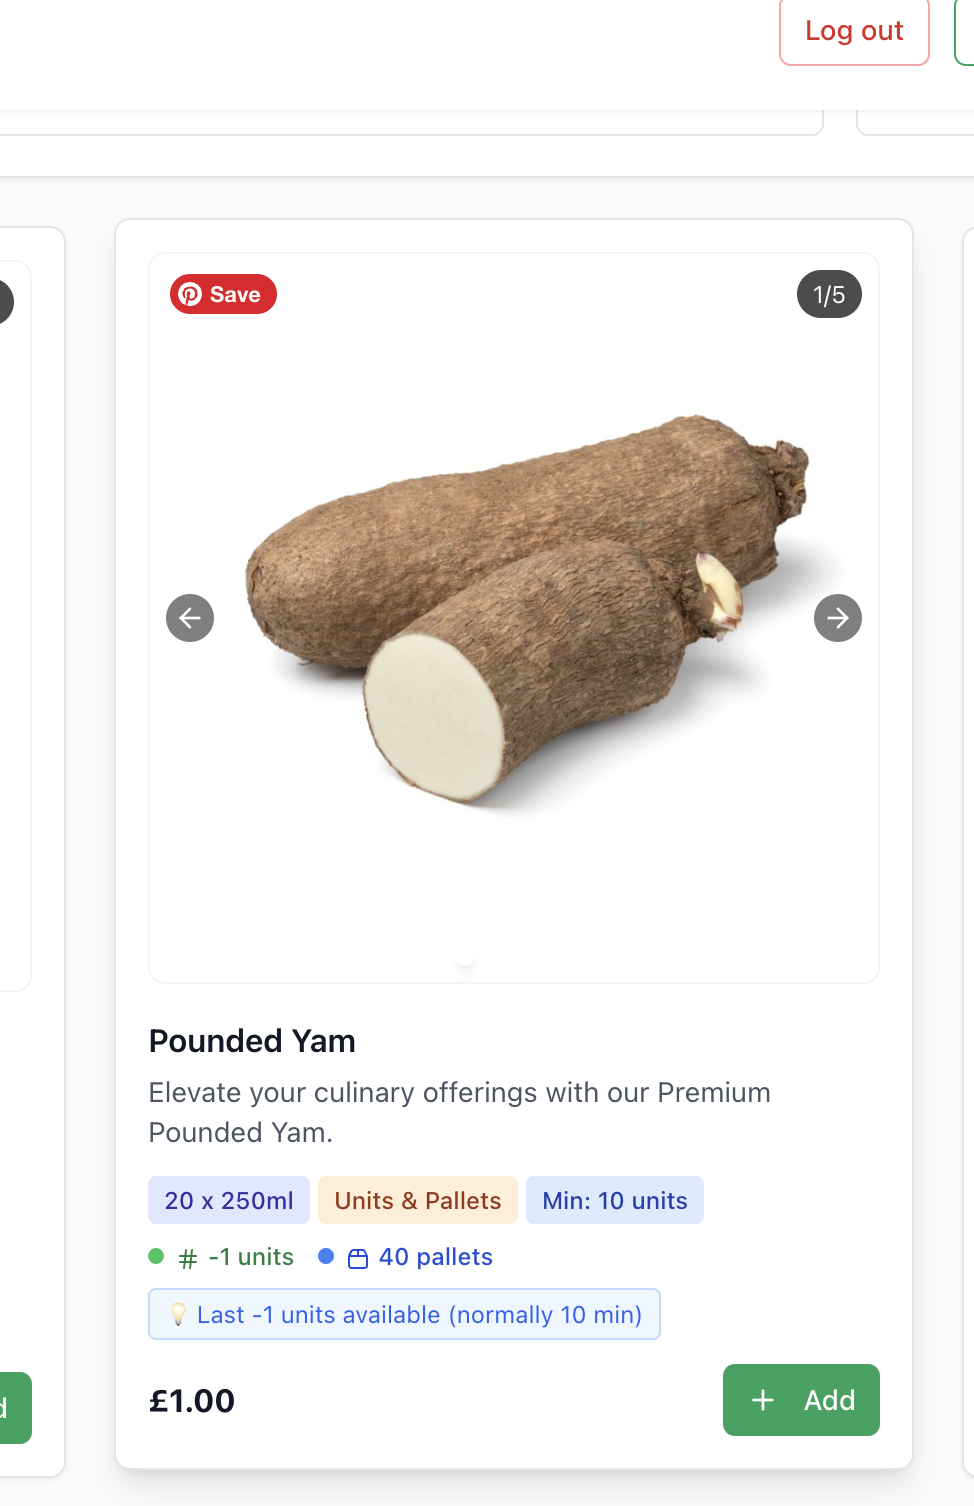 Log out
Save
1/5
Pounded Yam
Elevate your culinary offerings with our Premium
Pounded Yam.
20 x 250ml
Units & Pallets
Min: 10 units
# -1 units
40 pallets
💡 Last -1 units available (normally 10 min)
£1.00
+ Add